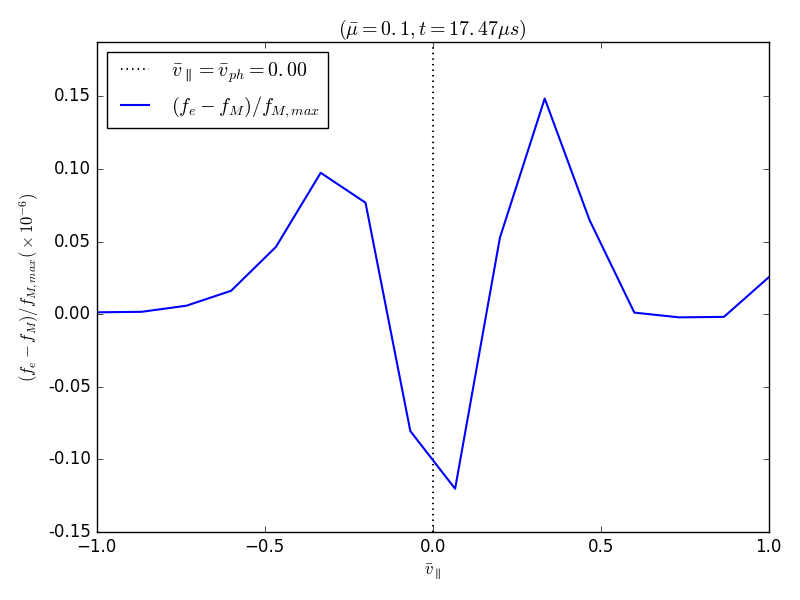 (μ̄ = 0.1, t = 17.47μs)
v̄∥ = v̄ph = 0.00
(fe − fM)/fM,max
0.15
0.10
0.05
0.00
-0.05
-0.10
-0.15
(fe − fM)/fM,max(×10⁻⁶)
−1.0 −0.5 0.0 0.5 1.0
v̄∥